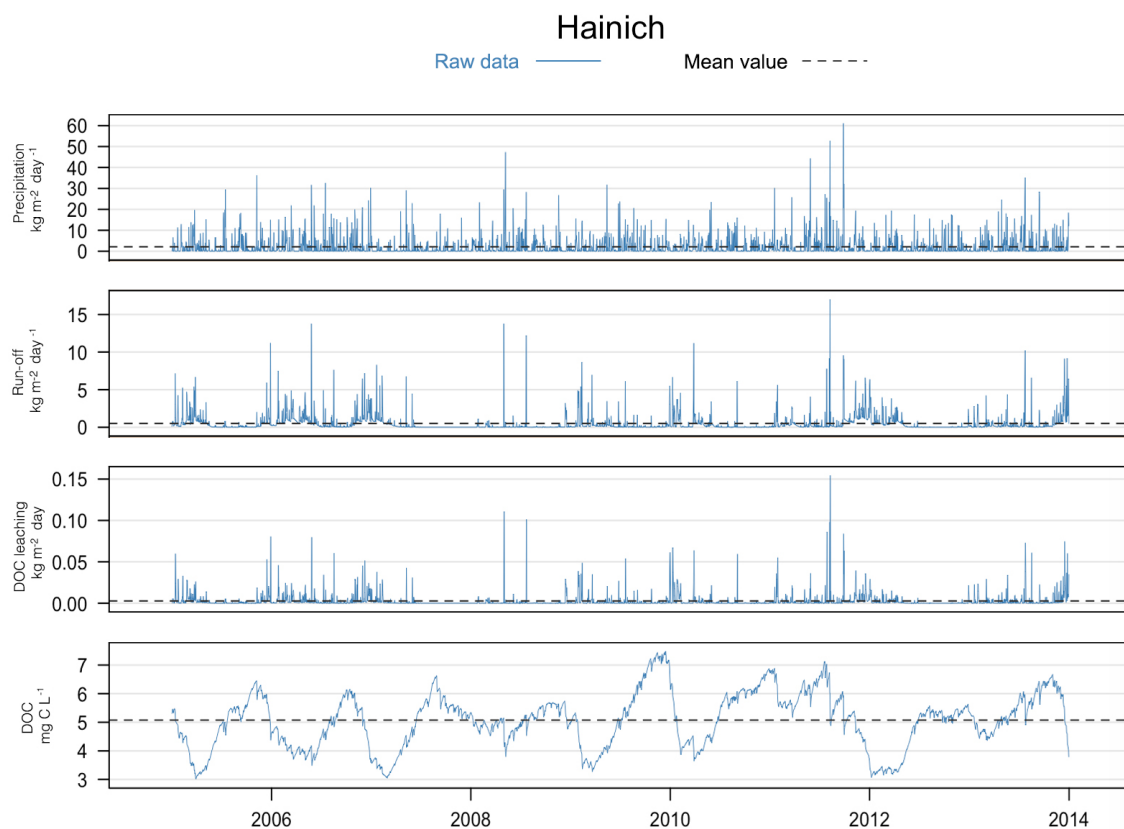 Hainich
Raw data
Mean value
Precipitation
kg m⁻² day ⁻¹
60
50
40
30
20
10
0
Run-off
kg m⁻² day ⁻¹
15
10
5
0
DOC leaching
kg m⁻² day
0.15
0.10
0.05
0.00
DOC
mg C L⁻¹
7
6
5
4
3
2006 2008 2010 2012 2014